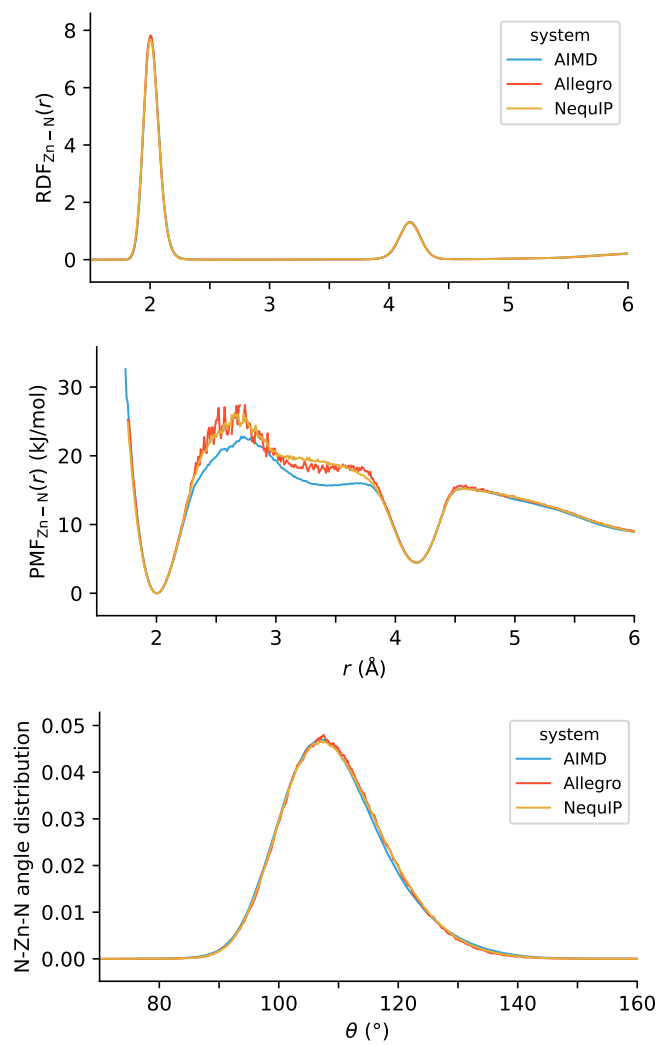 RDF Zn − N (r)
8
6
4
2
0
system
AIMD
Allegro
NequIP
2 3 4 5 6
PMF Zn − N (r) (kJ/mol)
30
20
10
0
2 3 4 5 6
r (Å)
N-Zn-N angle distribution
0.05
0.04
0.03
0.02
0.01
0.00
system
AIMD
Allegro
NequIP
80 100 120 140 160
θ (°)